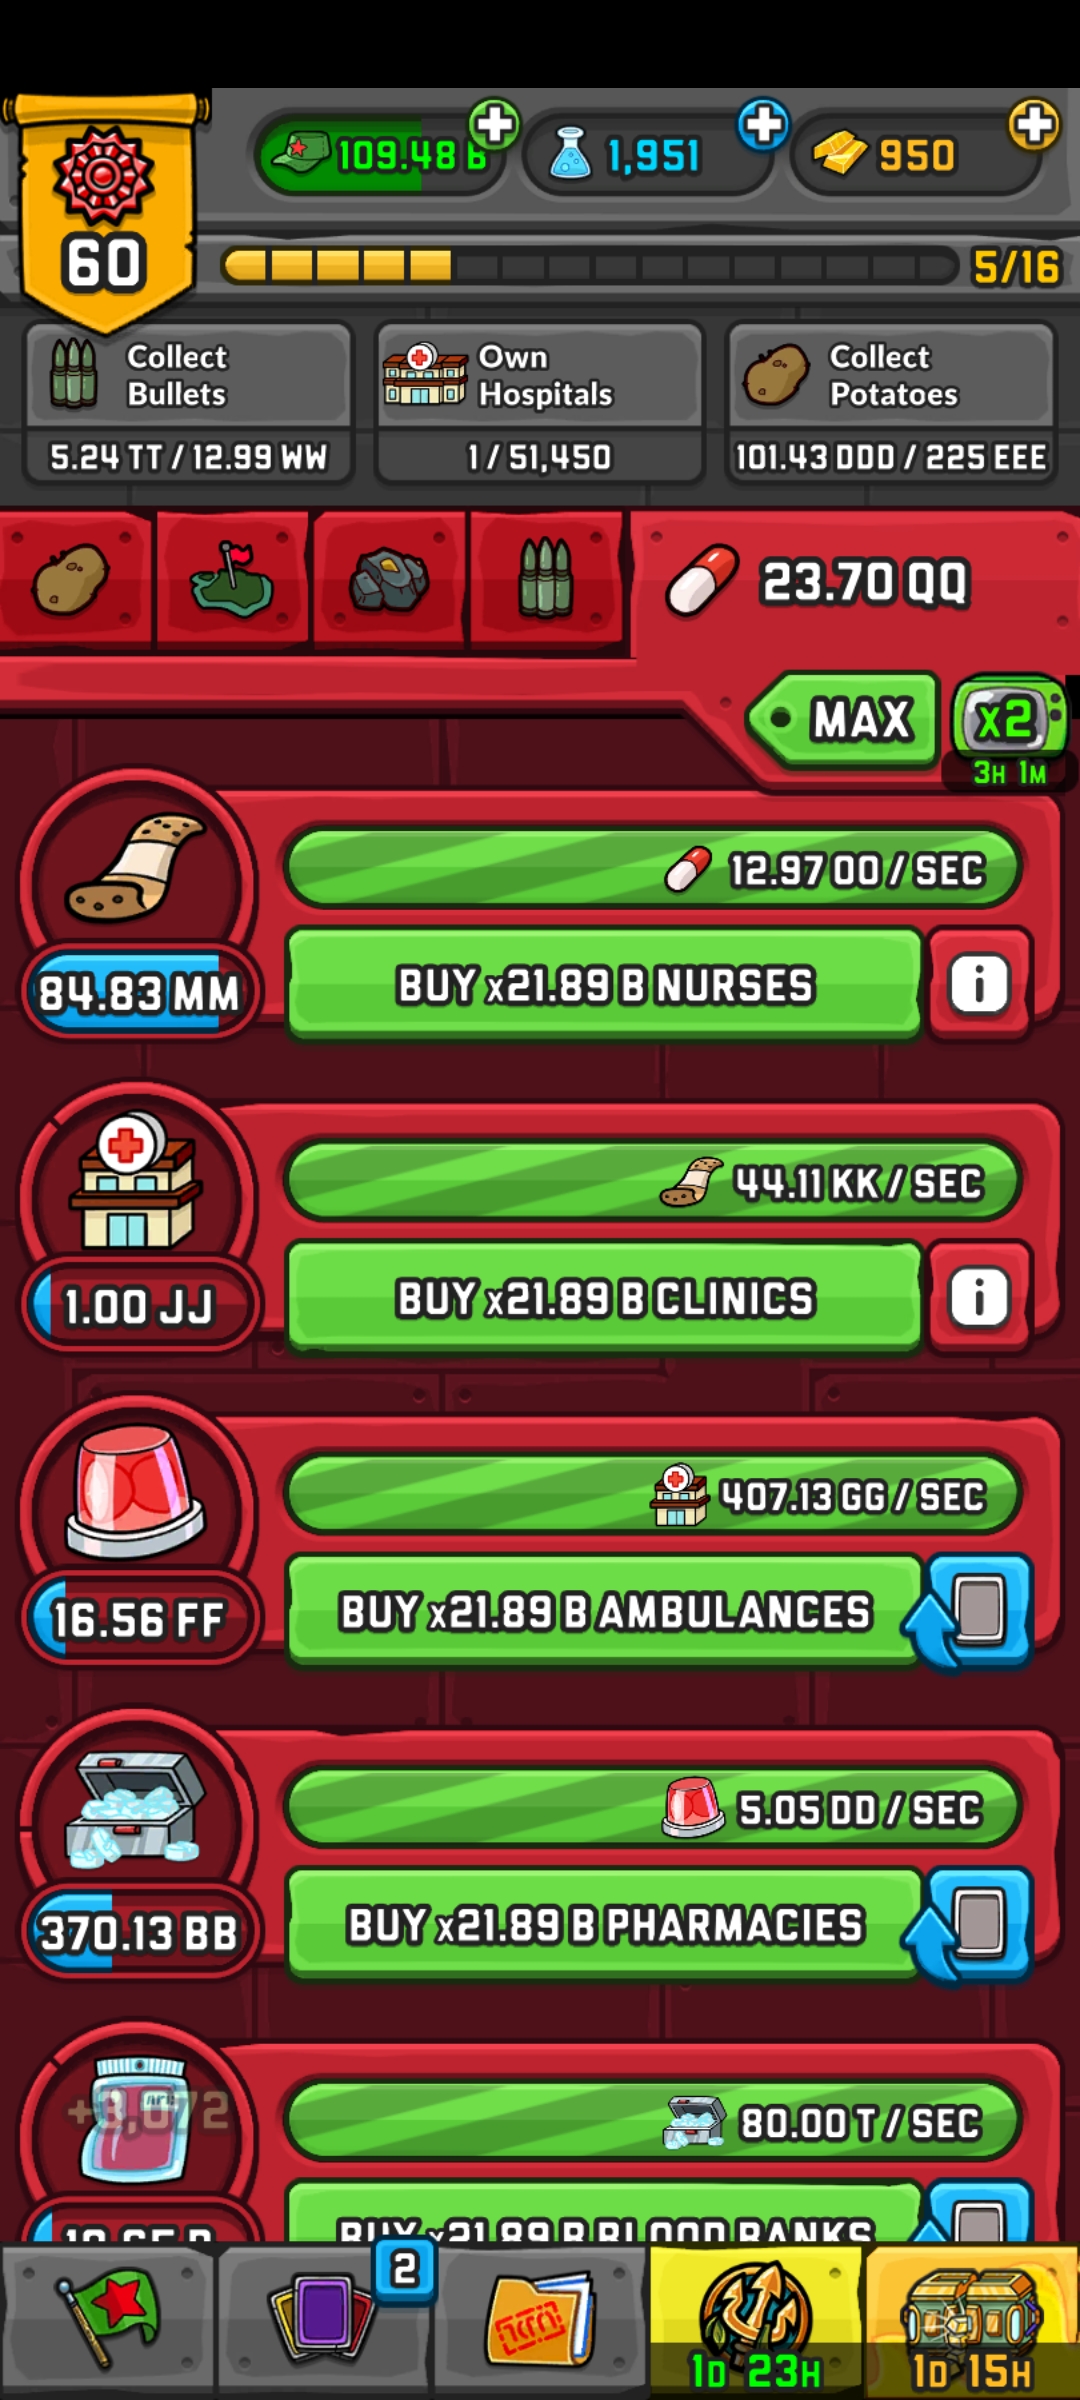 109.48 B
1,951
950
60
5/16
Collect
Bullets
Own
Hospitals
Collect
Potatoes
5.24 TT / 12.99 WW
1 / 51,450
101.43 DDD / 225 EEE
23.70 QQ
MAX
x2
3H 1M
12.97 OO / SEC
84.83 MM
BUY x21.89 B NURSES
i
44.11 KK / SEC
1.00 JJ
BUY x21.89 B CLINICS
i
407.13 GG / SEC
16.56 FF
BUY x21.89 B AMBULANCES
5.05 DD / SEC
370.13 BB
BUY x21.89 B PHARMACIES
80.00 T / SEC
BUY x21.89 B BLOOD BANKS
2
1D 23H
1D 15H